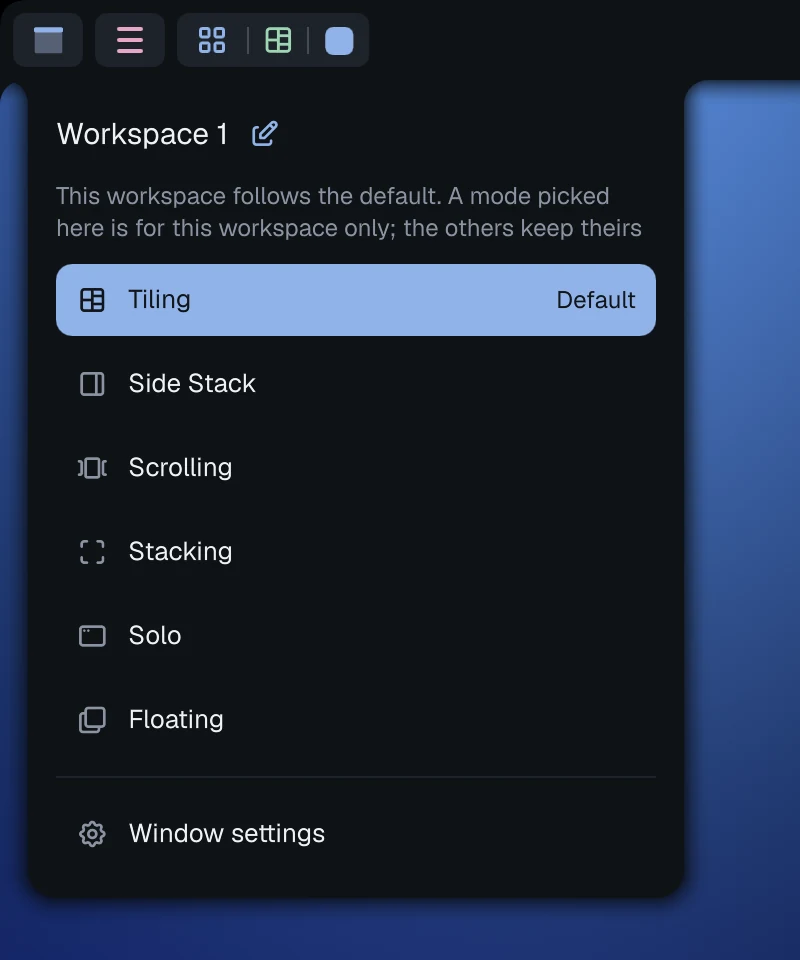 Workspace 1
This workspace follows the default. A mode picked
here is for this workspace only; the others keep theirs
Tiling Default
Side Stack
Scrolling
Stacking
Solo
Floating
Window settings